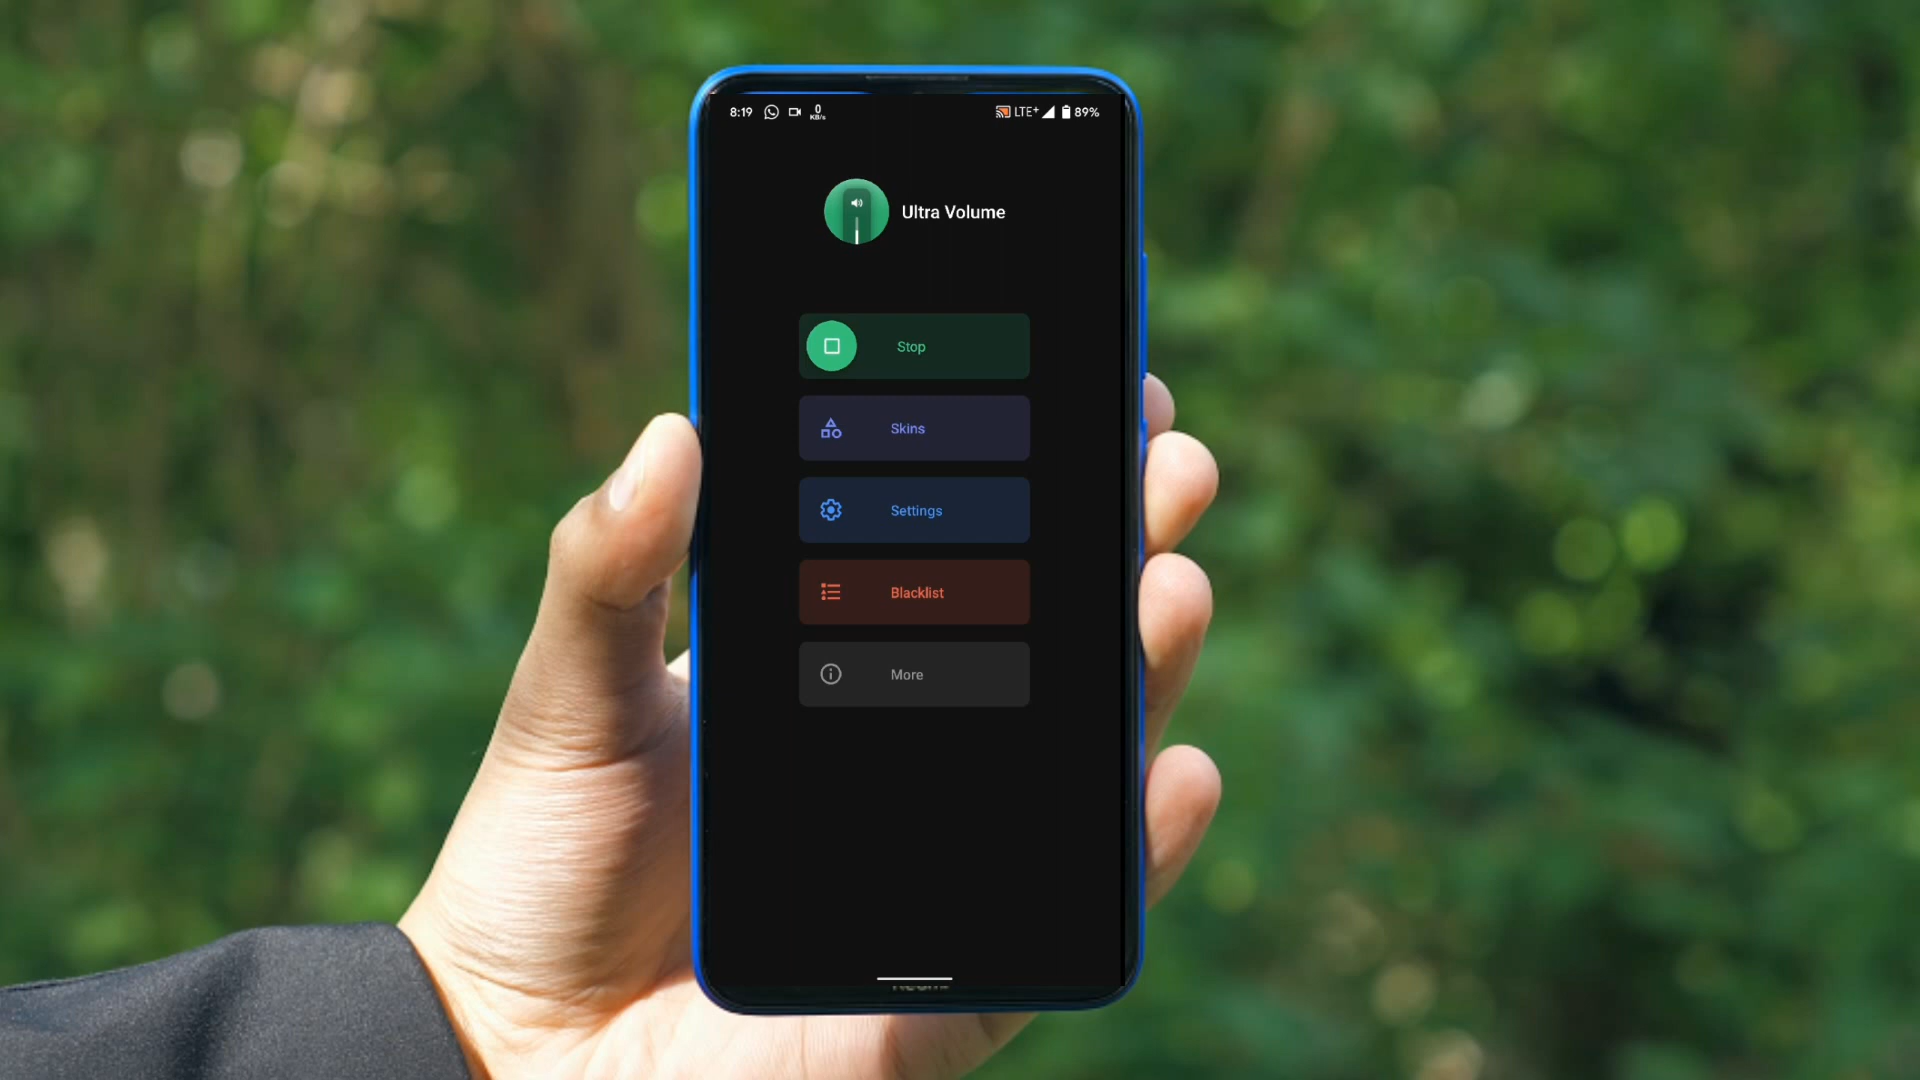 8:19 0 KB/s LTE+ 89%
Ultra Volume
Stop
Skins
Settings
Blacklist
More